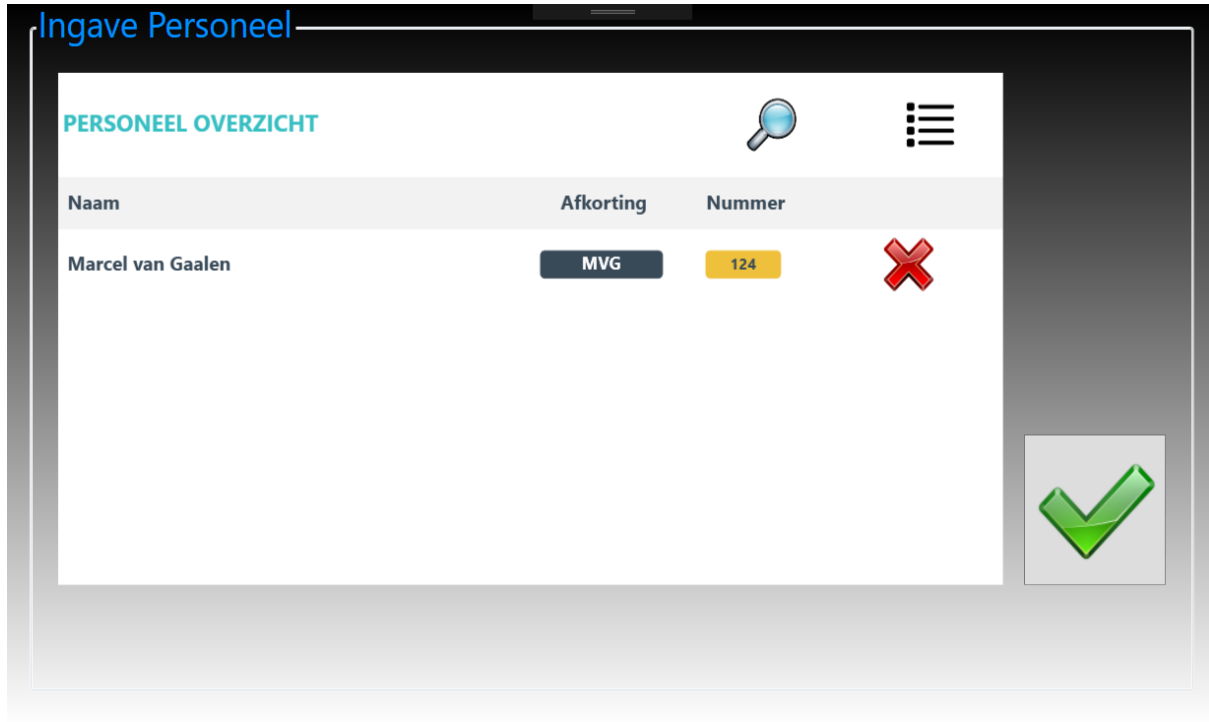 Ingave Personeel
PERSONEEL OVERZICHT
Naam Afkorting Nummer
Marcel van Gaalen MVG 124